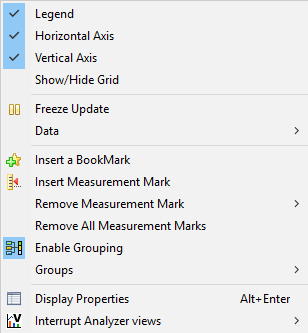 Legend
Horizontal Axis
Vertical Axis
Show/Hide Grid
Freeze Update
Data
Insert a BookMark
Insert Measurement Mark
Remove Measurement Mark
Remove All Measurement Marks
Enable Grouping
Groups
Display Properties Alt+Enter
Interrupt Analyzer views